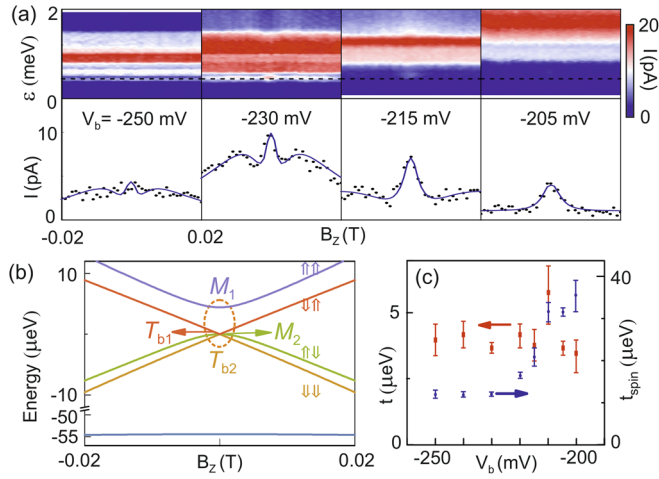 (a)
2
ε (meV)
0
20
I(pA)
0
V_b= -250 mV
-230 mV
-215 mV
-205 mV
10
I(pA)
0
-0.02
0.02
B_Z(T)
(b)
10
Energy (μeV)
-10
-50
-55
M_1
⇑⇑
⇓⇑
T_b1
M_2
T_b2
⇑⇓
⇓⇓
-0.02
B_Z(T)
0.02
(c)
5
t (μeV)
0
40
t_spin (μeV)
0
-250
V_b (mV)
-200